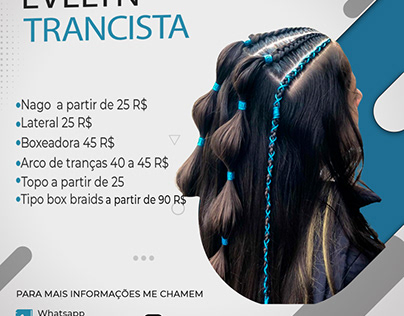 EVELYN
TRANCISTA
Nago a partir de 25 R$
Lateral 25 R$
Boxeadora 45 R$
Arco de tranças 40 a 45 R$
Topo a partir de 25
Tipo box braids a partir de 90 R$
PARA MAIS INFORMAÇÕES ME CHAMEM
Whatsapp